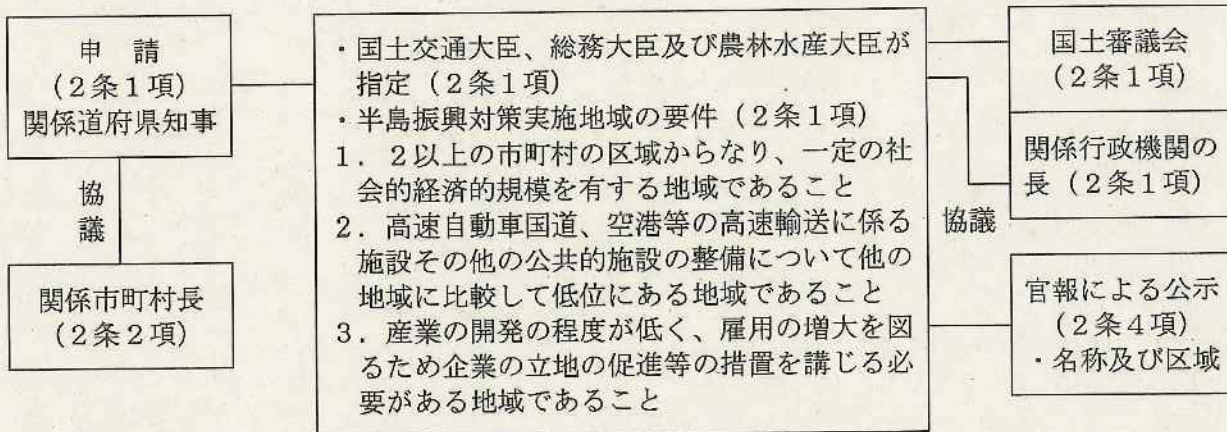 申　請
(2条1項)
関係道府県知事
協
議
関係市町村長
(2条2項)
・国土交通大臣、総務大臣及び農林水産大臣が
指定(2条1項)
・半島振興対策実施地域の要件(2条1項)
1．2以上の市町村の区域からなり、一定の社
会的経済的規模を有する地域であること
2．高速自動車国道、空港等の高速輸送に係る
施設その他の公共的施設の整備について他の
地域に比較して低位にある地域であること
3．産業の開発の程度が低く、雇用の増大を図
るため企業の立地の促進等の措置を講じる必
要がある地域であること
国土審議会
(2条1項)
関係行政機関の
長(2条1項)
協議
官報による公示
(2条4項)
・名称及び区域